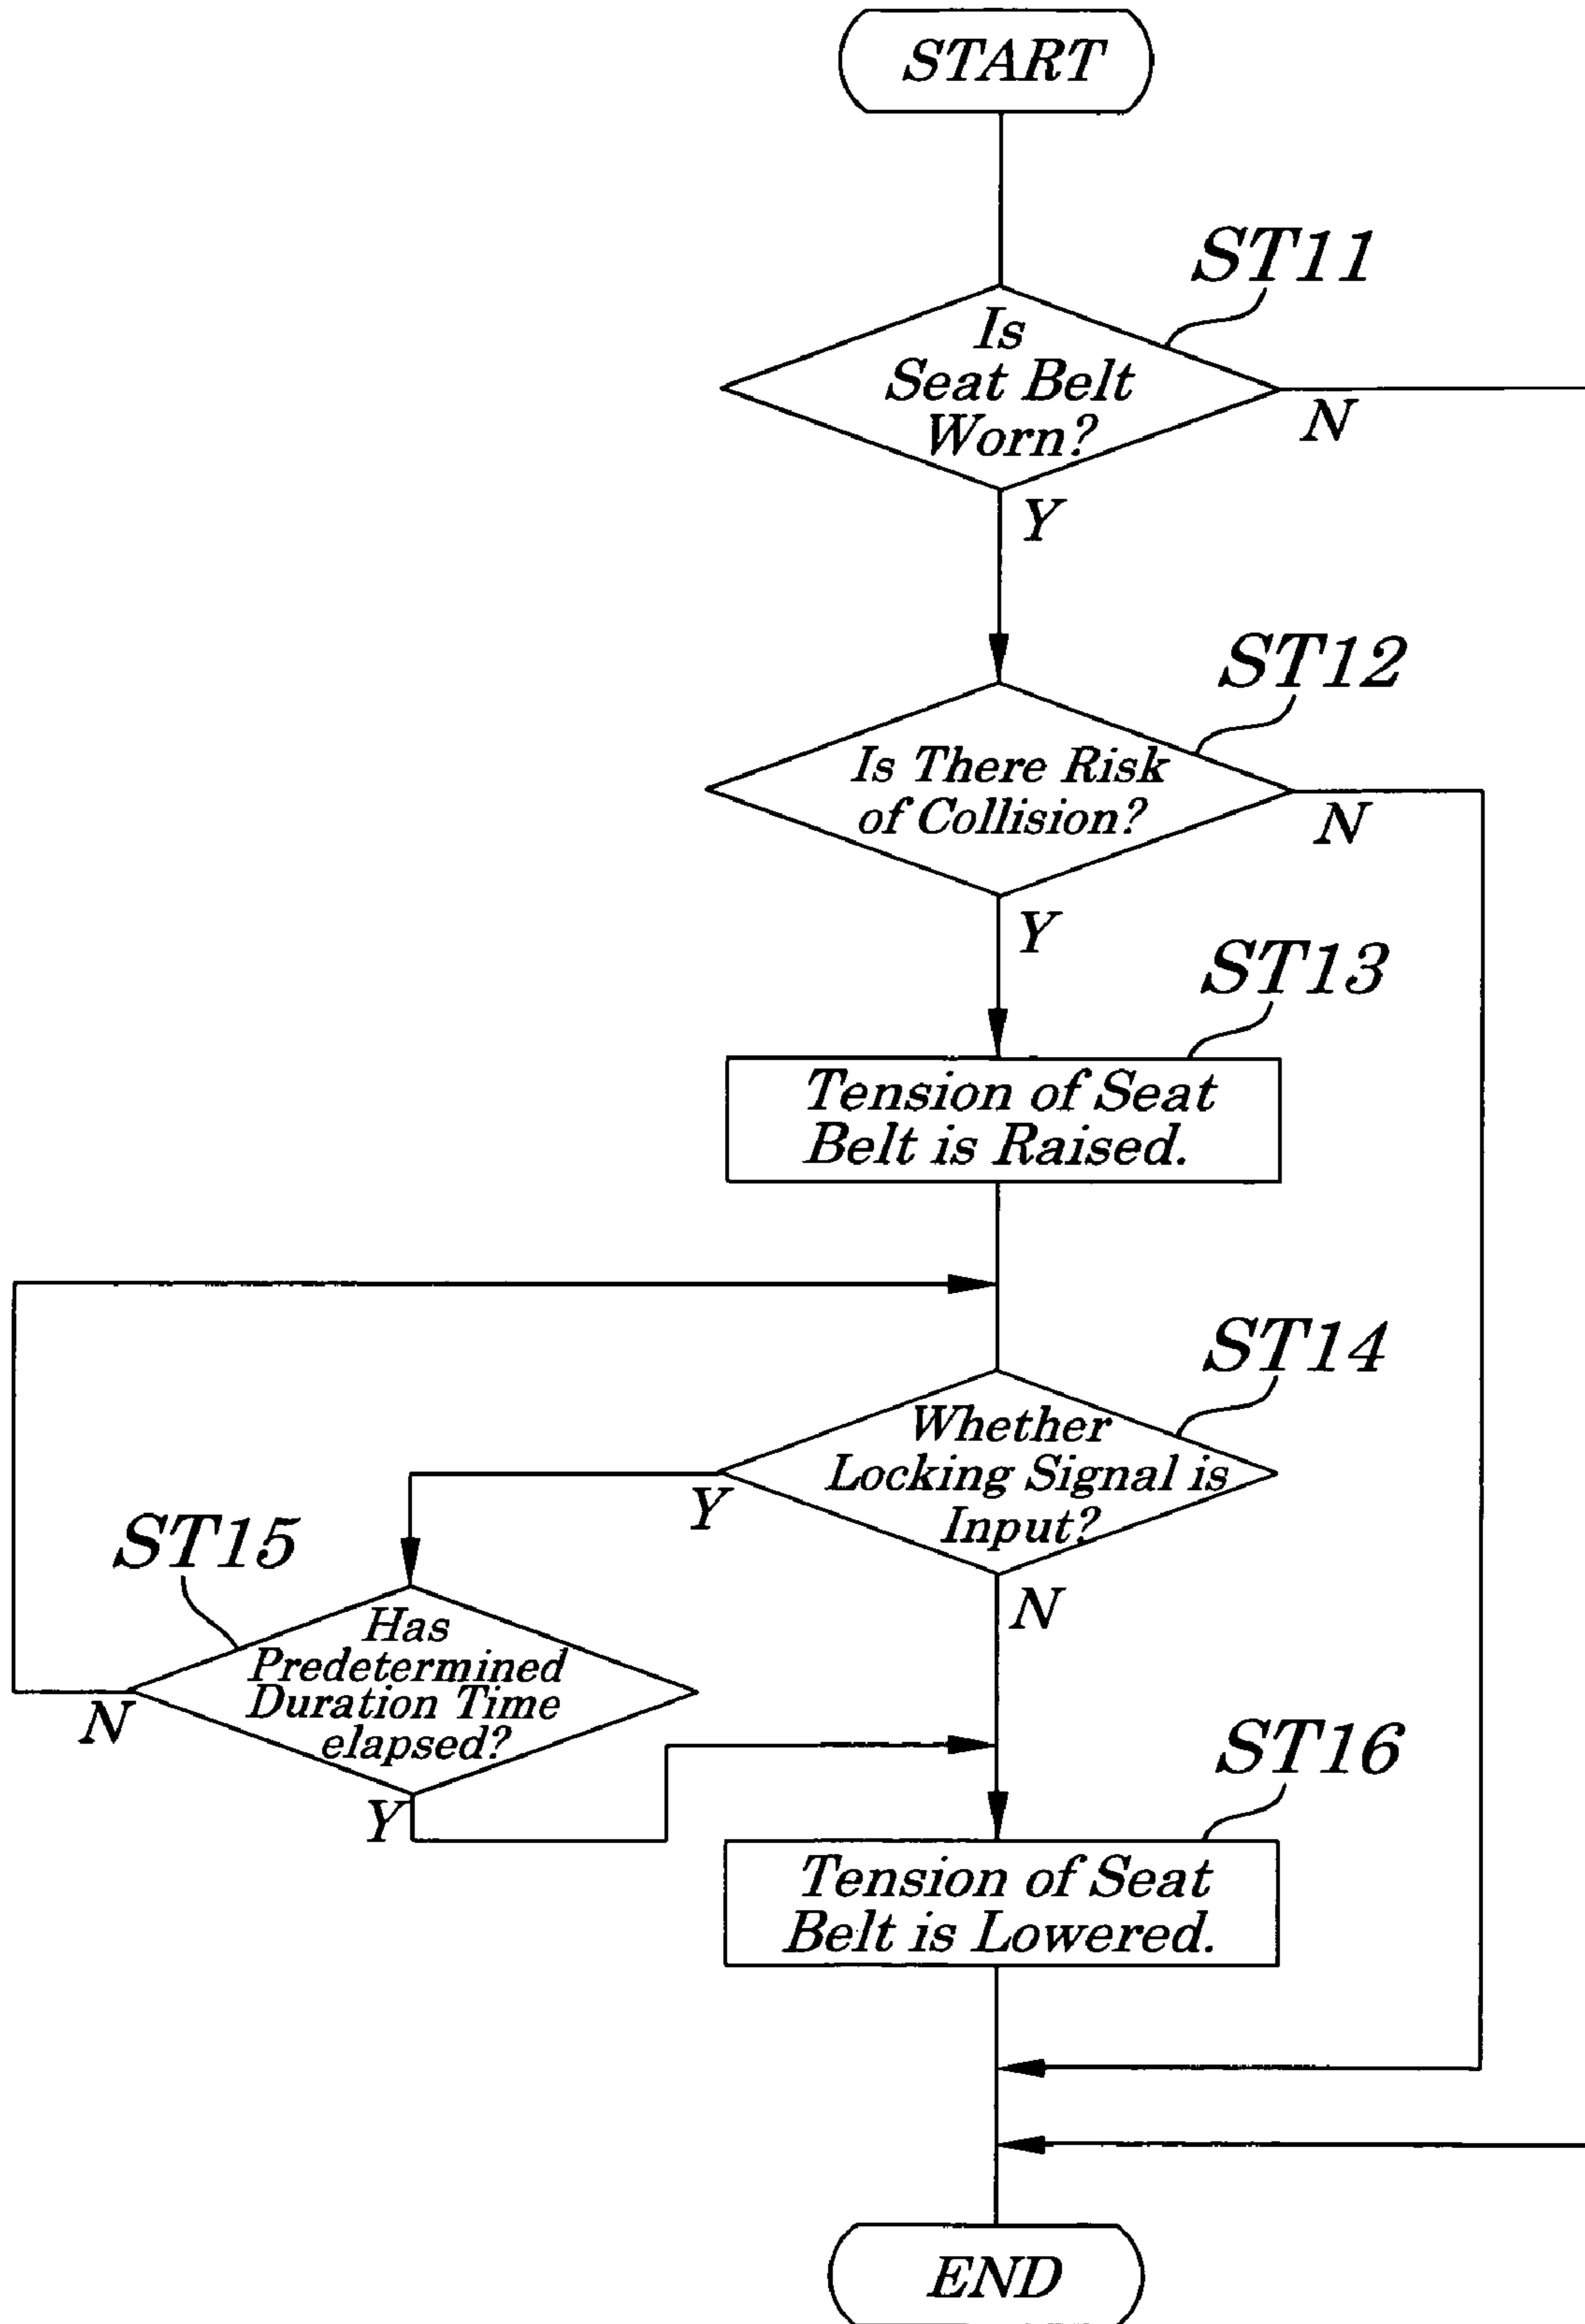 START
ST11
Is
Seat Belt
Worn?
N
Y
ST12
Is There Risk
of Collision?
N
Y
ST13
Tension of Seat
Belt is Raised.
ST14
Whether
Locking Signal is
Input?
Y
N
ST15
Has
Predetermined
Duration Time
elapsed?
N
Y
ST16
Tension of Seat
Belt is Lowered.
END